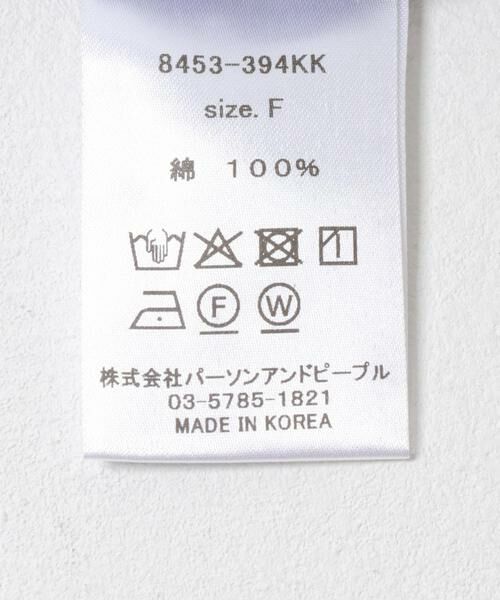 8453-394KK
size. F
綿 100%
F W
株式会社パーソンアンドピープル
03-5785-1821
MADE IN KOREA